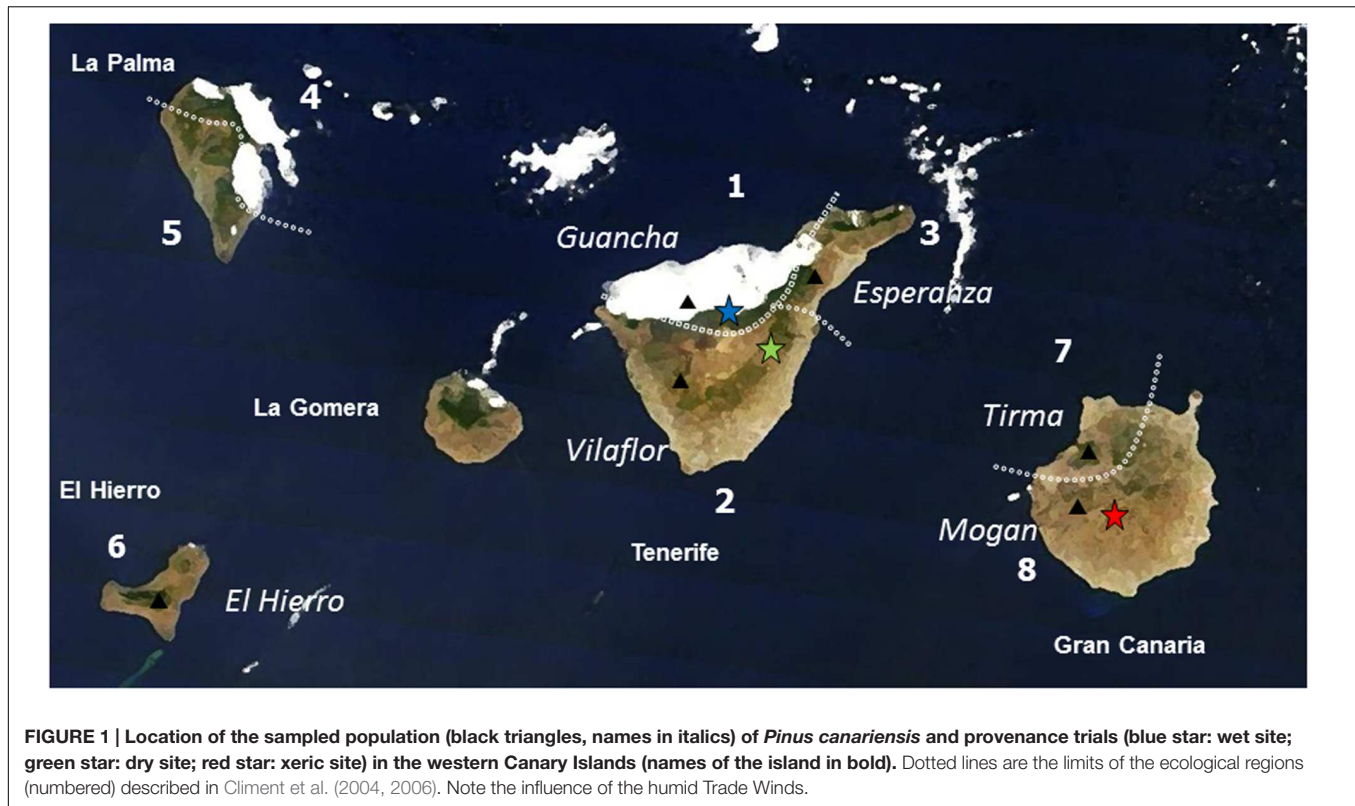 La Palma
4
1
5
Guancha
3
Esperanza
La Gomera
7
Tirma
Vilaflor
El Hierro
2
6
Mogan
Tenerife
8
El Hierro
Gran Canaria
FIGURE 1 | Location of the sampled population (black triangles, names in italics) of Pinus canariensis and provenance trials (blue star: wet site;
green star: dry site; red star: xeric site) in the western Canary Islands (names of the island in bold). Dotted lines are the limits of the ecological regions
(numbered) described in Climent et al. (2004, 2006). Note the influence of the humid Trade Winds.